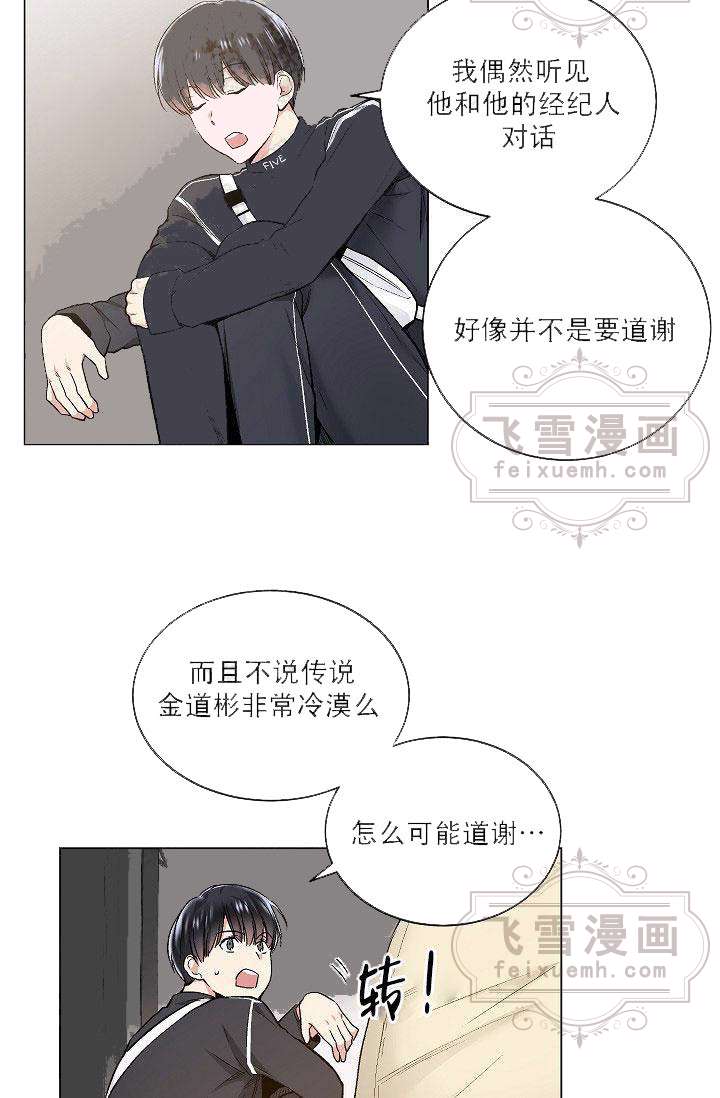 我偶然听见
他和他的经纪人
对话
FIVE
好像并不是要道谢
飞雪漫画
feixuemh.com
而且不说传说
金道彬非常冷漠么
怎么可能道谢…
转！
飞雪漫画
feixuemh.com